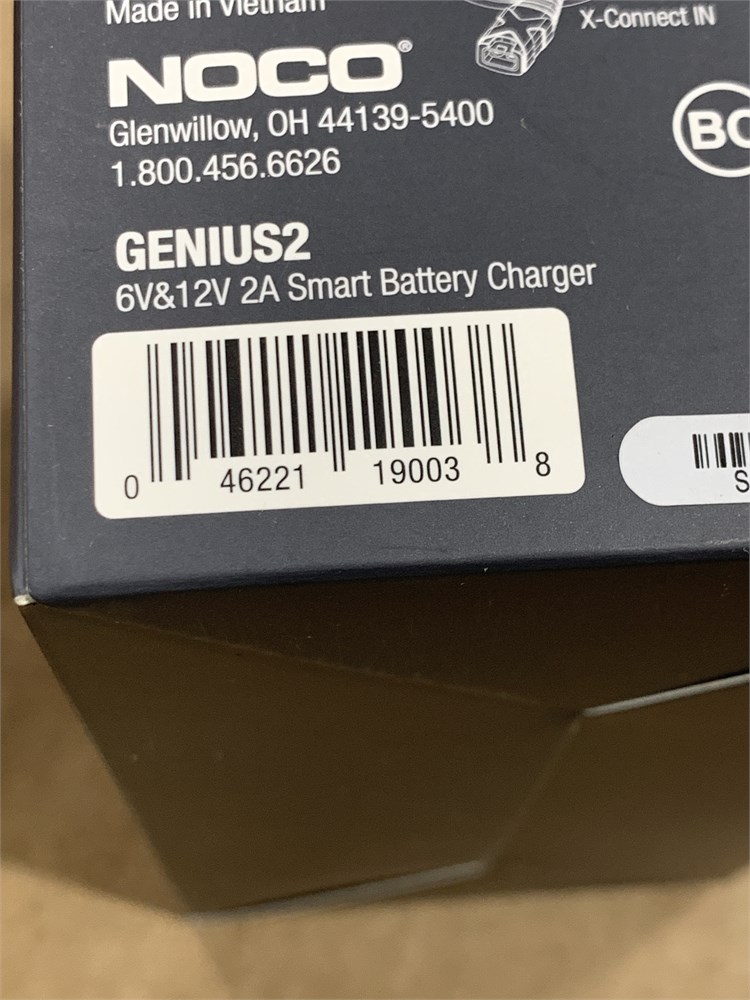 Made in Vietnam
X-Connect IN
NOCO®
Glenwillow, OH 44139-5400
1.800.456.6626
BC
GENIUS2
6V&12V 2A Smart Battery Charger
0 46221 19003 8
S